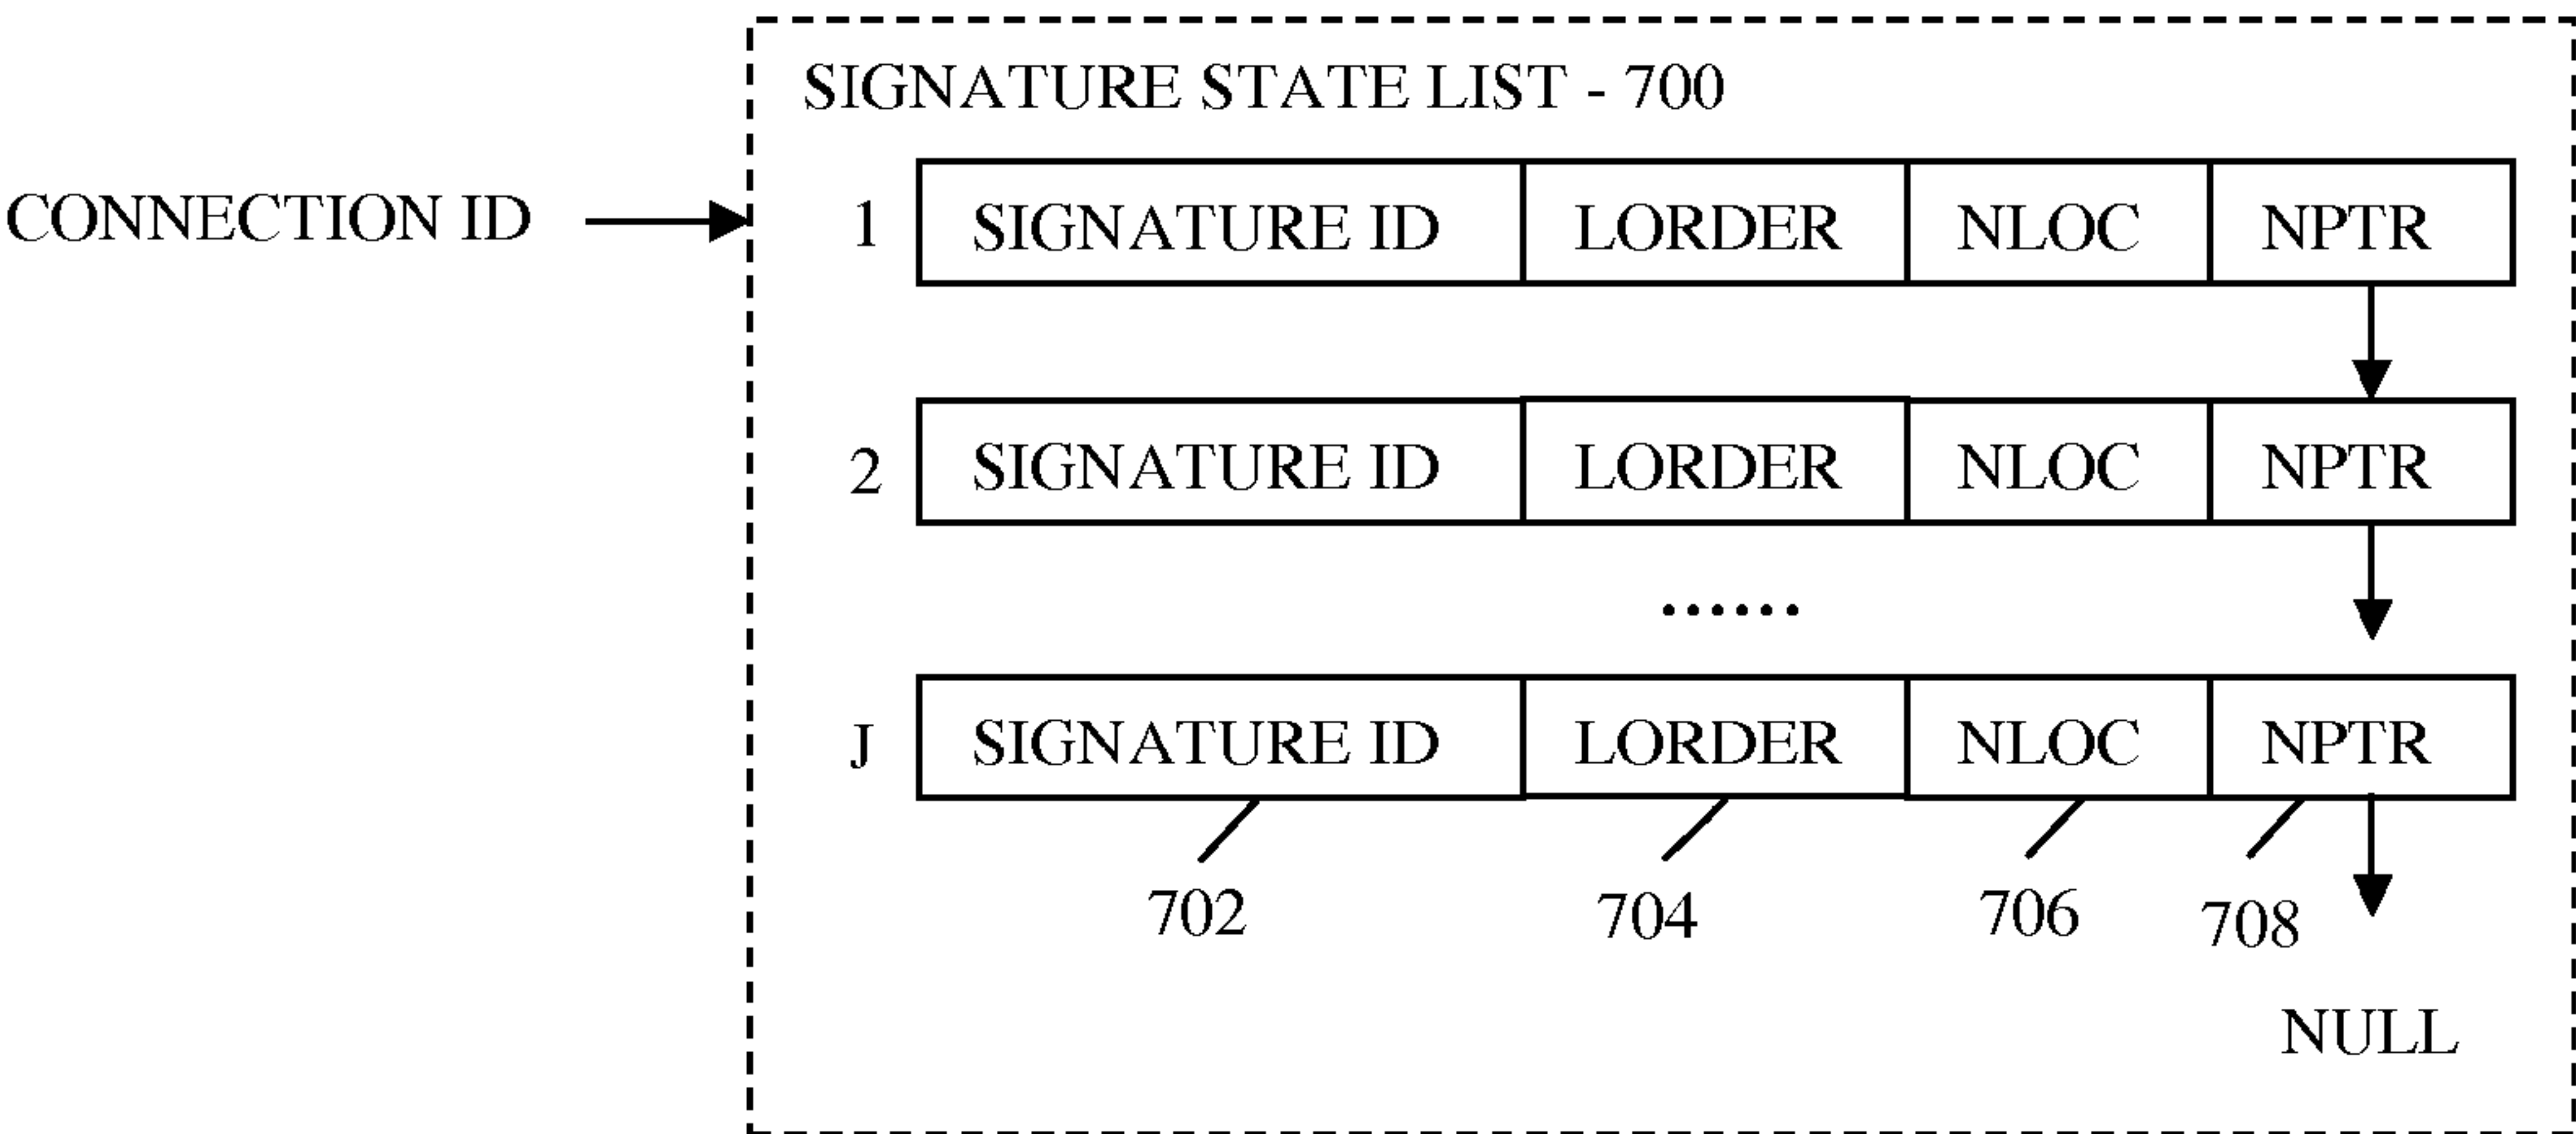 SIGNATURE STATE LIST - 700
CONNECTION ID
1 SIGNATURE ID LORDER NLOC NPTR
2 SIGNATURE ID LORDER NLOC NPTR
......
J SIGNATURE ID LORDER NLOC NPTR
702 704 706 708
NULL